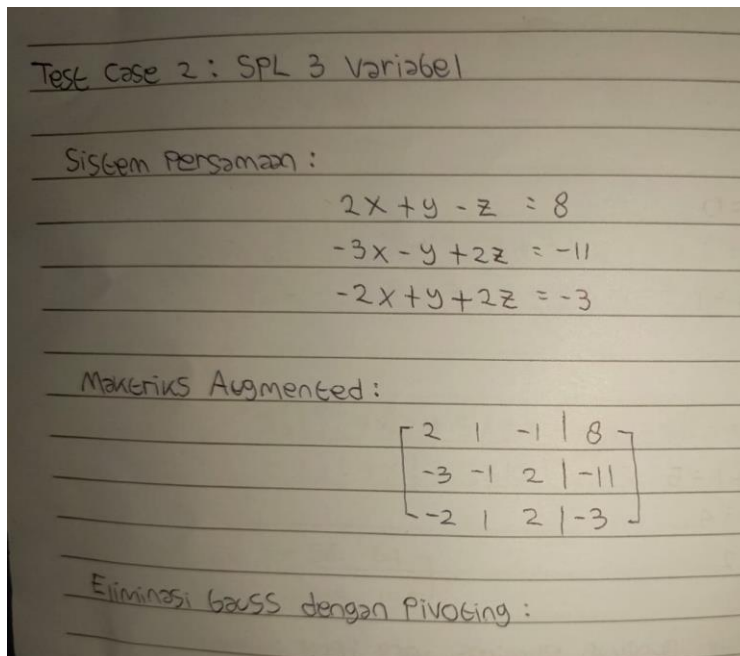 Test Case 2 : SPL 3 Variabel
Sistem Persamaan :
2x + y - z = 8
-3x - y + 2z = -11
-2x + y + 2z = -3
Maktriks Augmented :
2 1 -1 | 8
-3 -1 2 | -11
-2 1 2 | -3
Eliminasi Gauss dengan Pivoting :